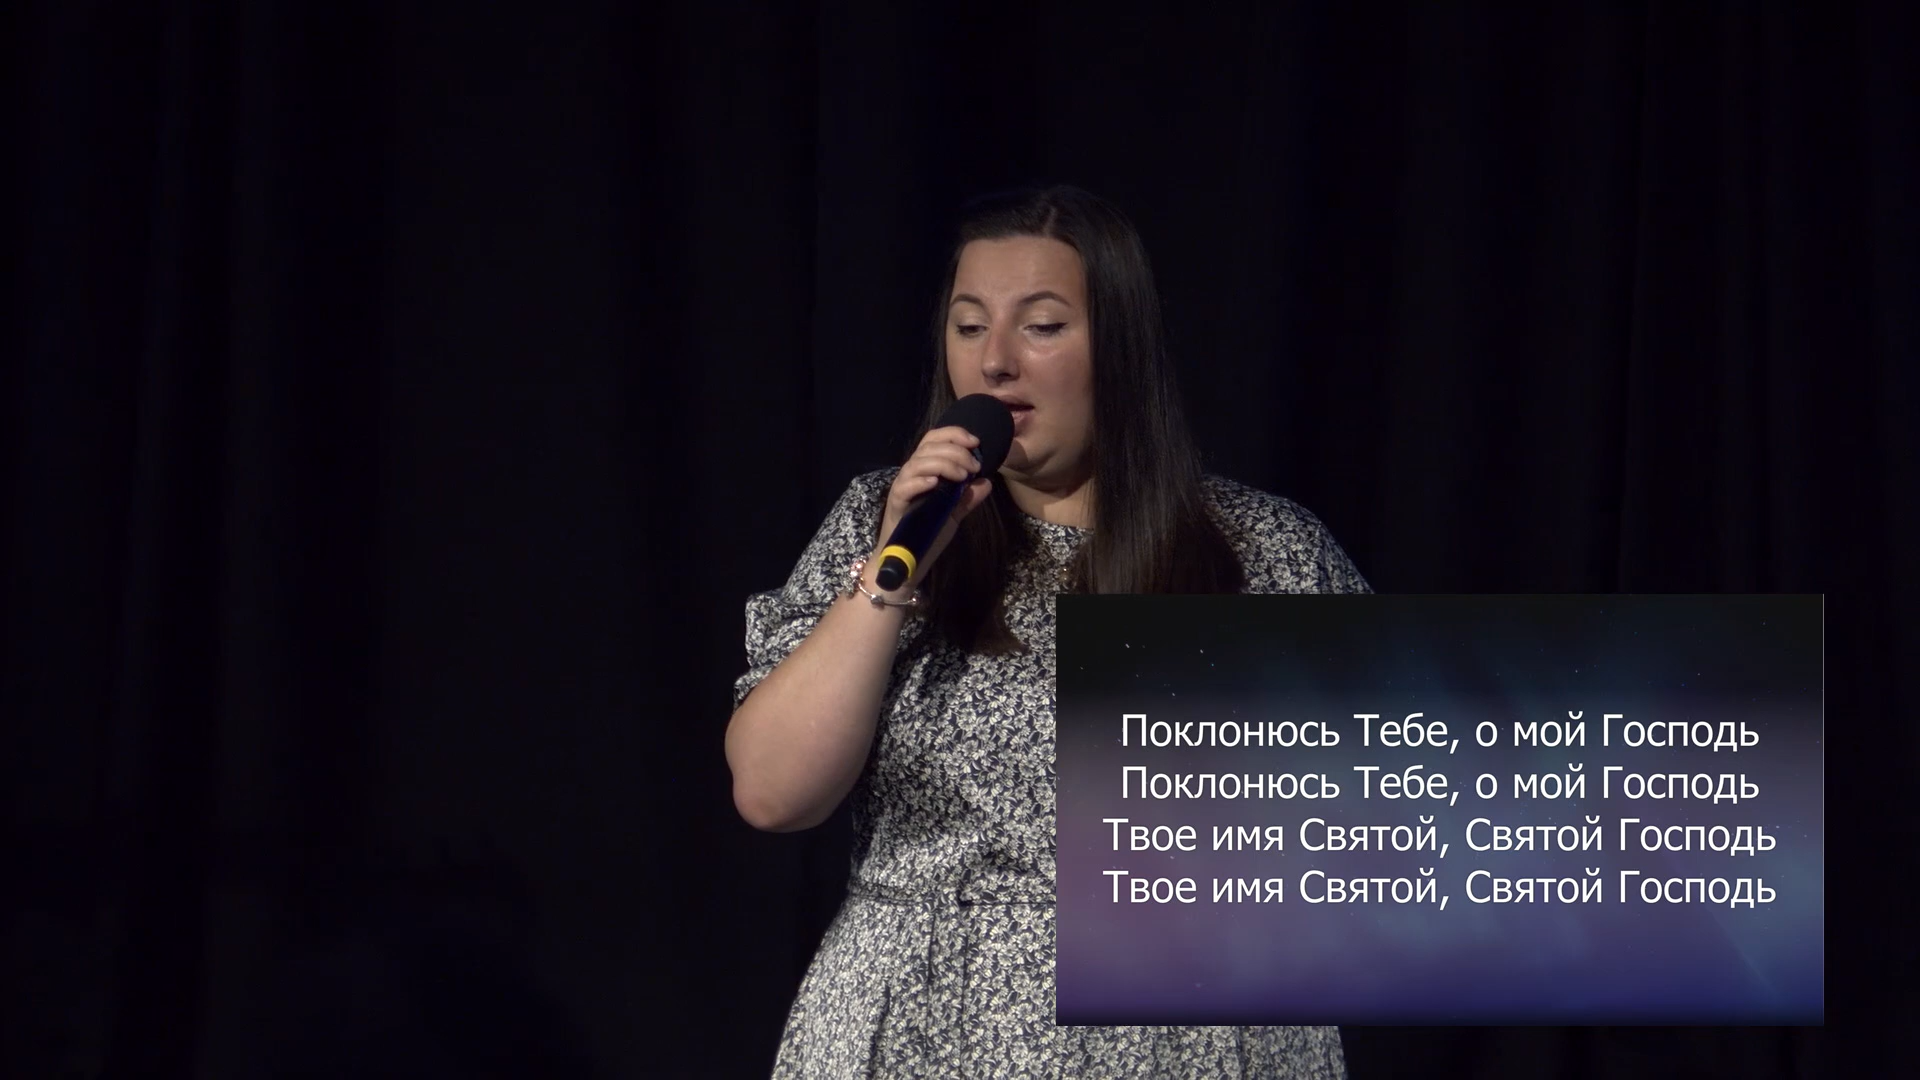 Поклонюсь Тебе, о мой Господь
Поклонюсь Тебе, о мой Господь
Твое имя Святой, Святой Господь
Твое имя Святой, Святой Господь